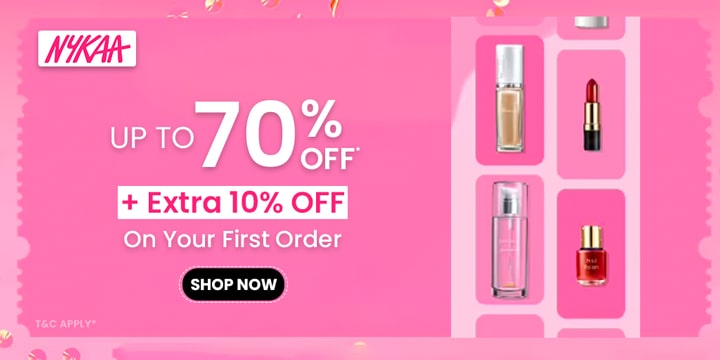 NYKAA
UP TO 70% OFF*
+ Extra 10% OFF
On Your First Order
SHOP NOW
T&C APPLY*